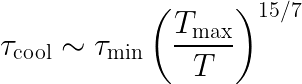 τ_cool ∼ τ_min (T_max / T)^{15/7}